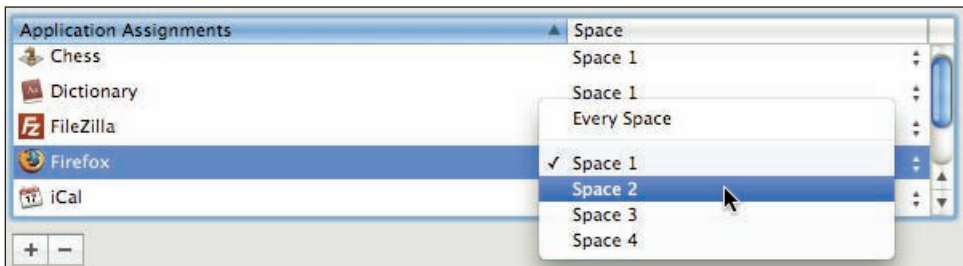 Application Assignments Space
Chess Space 1
Dictionary Space 1
FileZilla
Firefox
iCal
Every Space
✓ Space 1
Space 2
Space 3
Space 4
+ −